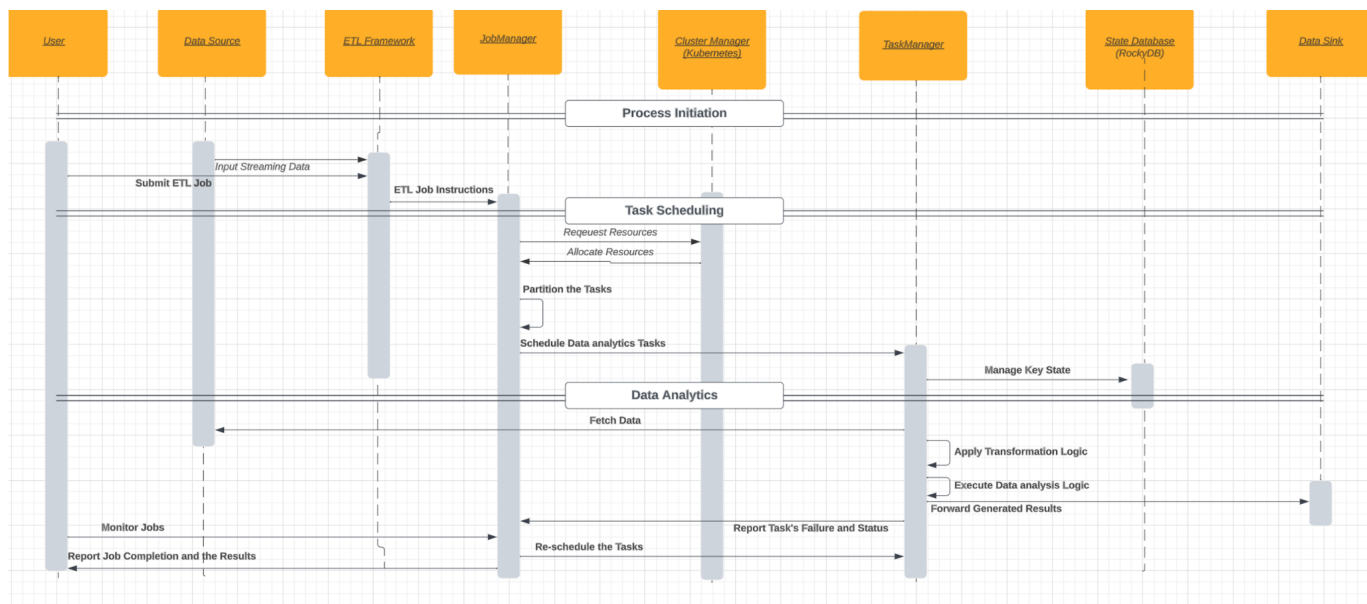 User
Data Source
ETL Framework
JobManager
Cluster Manager
(Kubernetes)
TaskManager
State Database
(RockyDB)
Data Sink
Process Initiation
Input Streaming Data
Submit ETL Job
ETL Job Instructions
Task Scheduling
Reqeuest Resources
Allocate Resources
Partition the Tasks
Schedule Data analytics Tasks
Manage Key State
Data Analytics
Fetch Data
Apply Transformation Logic
Execute Data analysis Logic
Forward Generated Results
Monitor Jobs
Report Task's Failure and Status
Re-schedule the Tasks
Report Job Completion and the Results